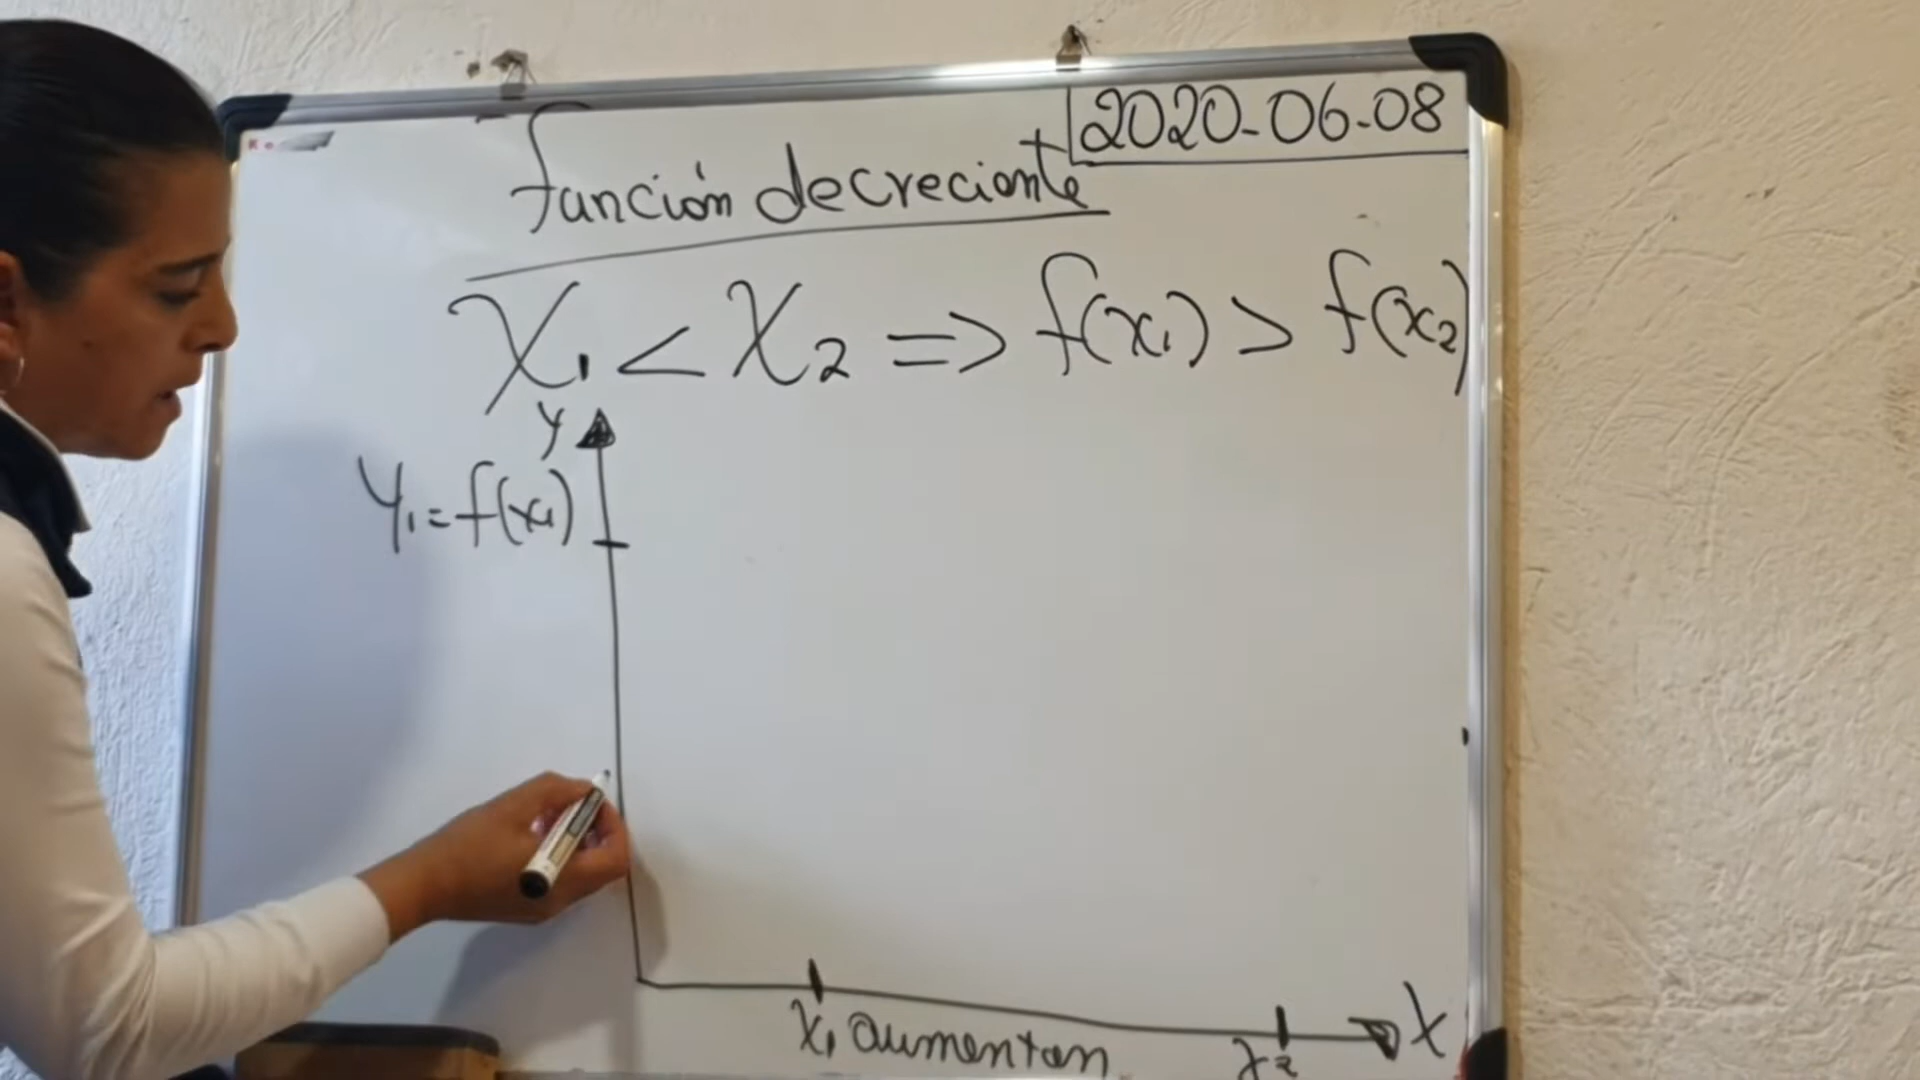 2020-06-08
función decreciente
X₁ < X₂ => f(x₁) > f(x₂)
y
Y₁=f(x₁)
X
x₁ aumentan x₂